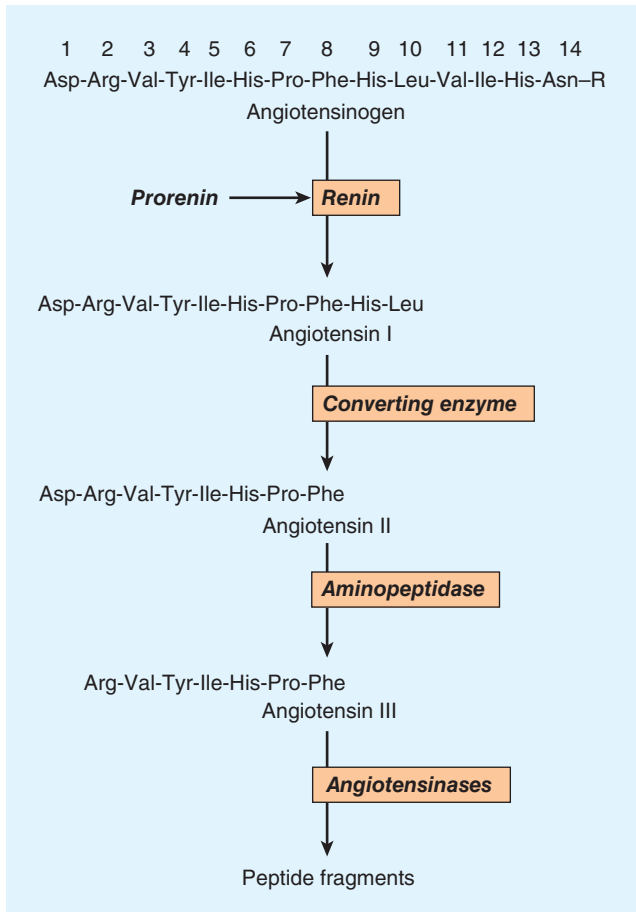 1 2 3 4 5 6 7 8 9 10 11 12 13 14
Asp-Arg-Val-Tyr-Ile-His-Pro-Phe-His-Leu-Val-Ile-His-Asn–R
Angiotensinogen
Prorenin Renin
Asp-Arg-Val-Tyr-Ile-His-Pro-Phe-His-Leu
Angiotensin I
Converting enzyme
Asp-Arg-Val-Tyr-Ile-His-Pro-Phe
Angiotensin II
Aminopeptidase
Arg-Val-Tyr-Ile-His-Pro-Phe
Angiotensin III
Angiotensinases
Peptide fragments